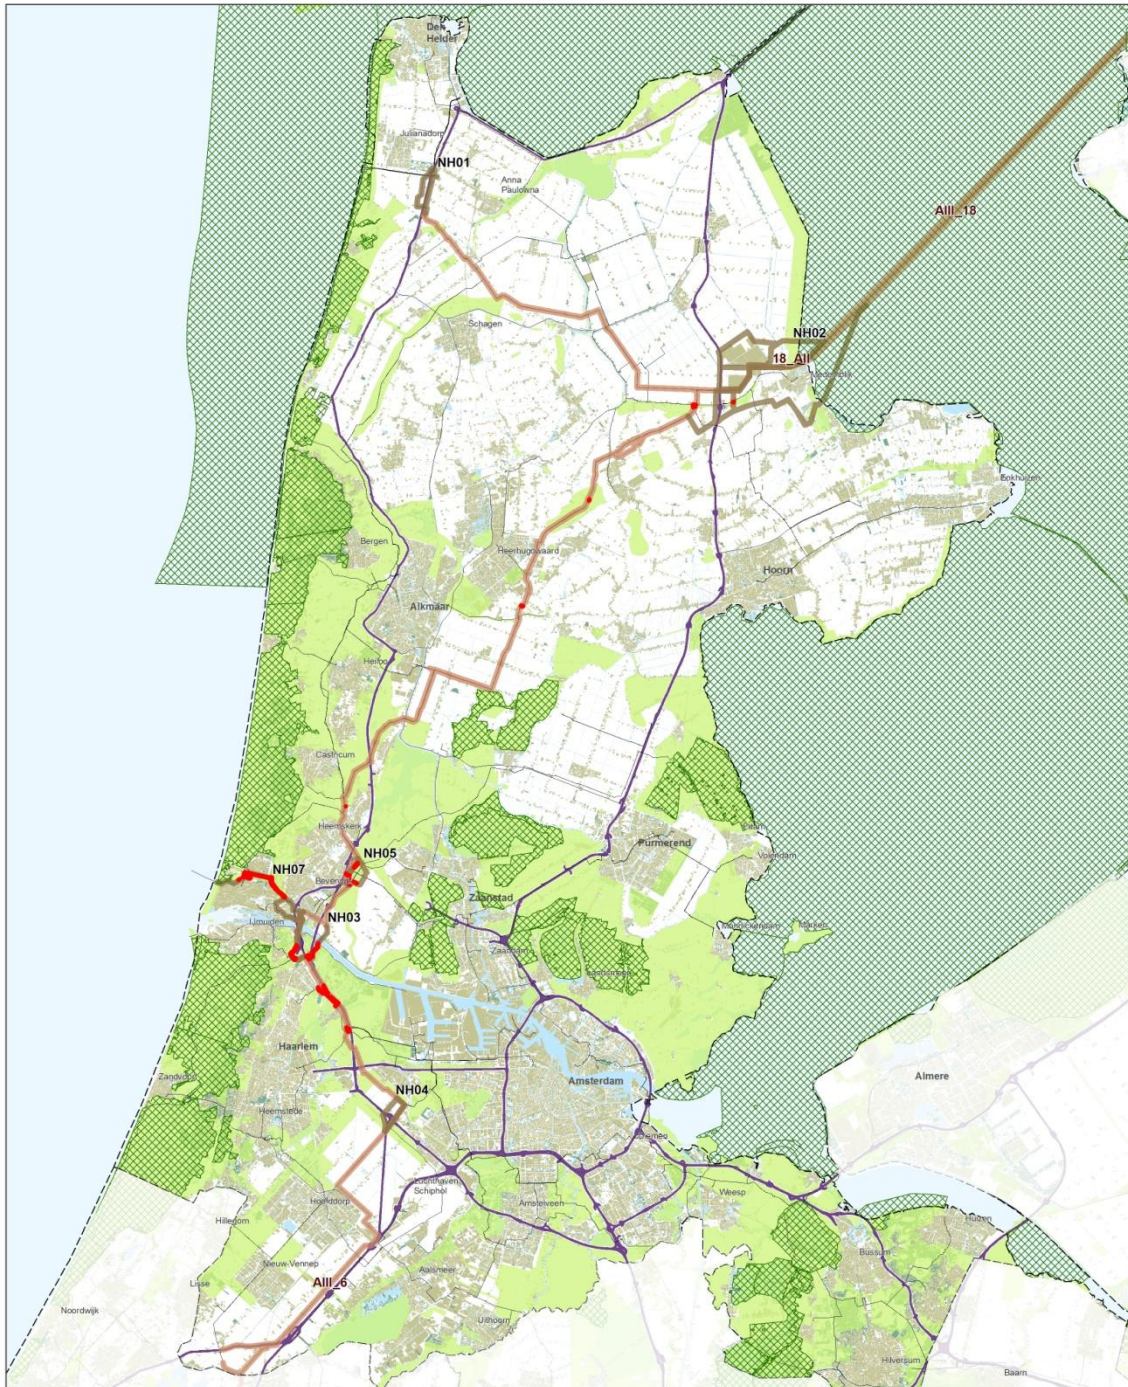 Den
Helder
Julianadorp
NH01
Anna
Paulowna
AIII_18
Schagen
NH02
18_AII
Medemblik
Enkhuizen
Bergen
Heerhugowaard
Hoorn
Alkmaar
Heiloo
Castricum
Heemskerk
Purmerend
Edam
Volendam
NH05
NH07
Beverwijk
Zaanstad
NH03
IJmuiden
Monnickendam
Marken
Zaandam
Landsmeer
Haarlem
Zandvoort
Almere
Amsterdam
NH04
Heemstede
Diemen
Luchthaven
Schiphol
Weesp
Hoofddorp
Amstelveen
Hillegom
Huizen
Bussum
Nieuw-Vennep
Aalsmeer
Lisse
AIII_6
Noordwijk
Uithoorn
Hilversum
Baarn